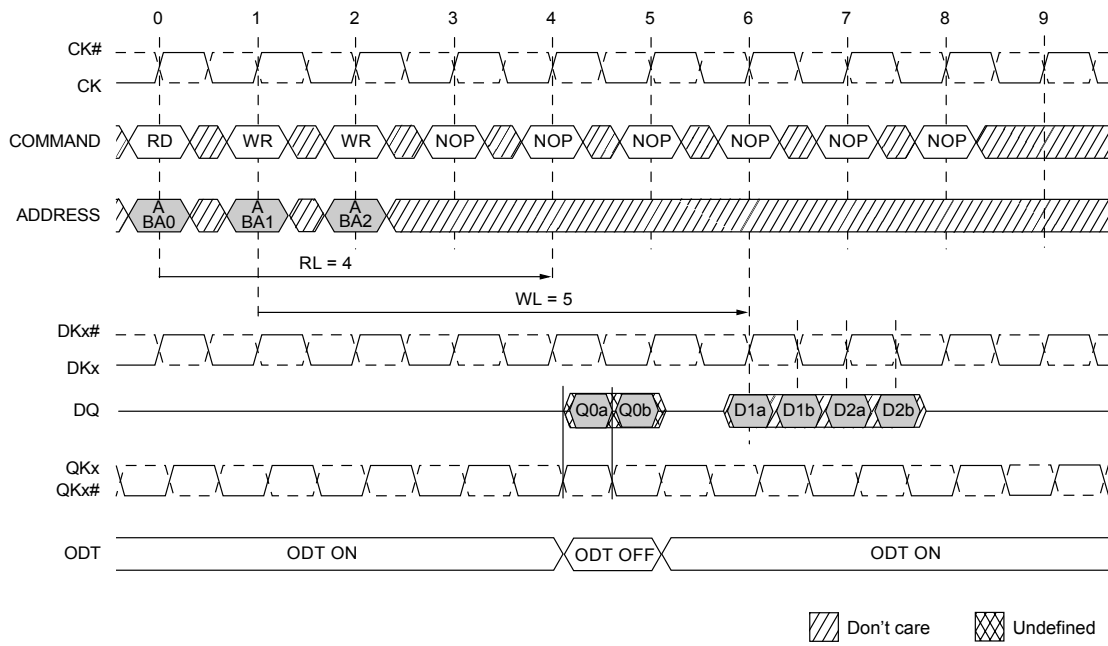 0 1 2 3 4 5 6 7 8 9
CK#
CK
COMMAND RD WR WR NOP NOP NOP NOP NOP NOP
ADDRESS A BA0 A BA1 A BA2
RL = 4
WL = 5
DKx#
DKx
DQ Q0a Q0b D1a D1b D2a D2b
QKx
QKx#
ODT ODT ON ODT OFF ODT ON
Don't care Undefined